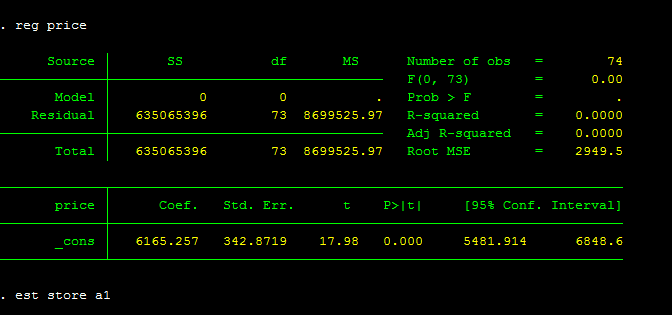 . reg price
Source SS df MS Number of obs = 74
F(0, 73) = 0.00
Model 0 0 . Prob > F = .
Residual 635065396 73 8699525.97 R-squared = 0.0000
Adj R-squared = 0.0000
Total 635065396 73 8699525.97 Root MSE = 2949.5
price Coef. Std. Err. t P>|t| [95% Conf. Interval]
_cons 6165.257 342.8719 17.98 0.000 5481.914 6848.6
. est store a1